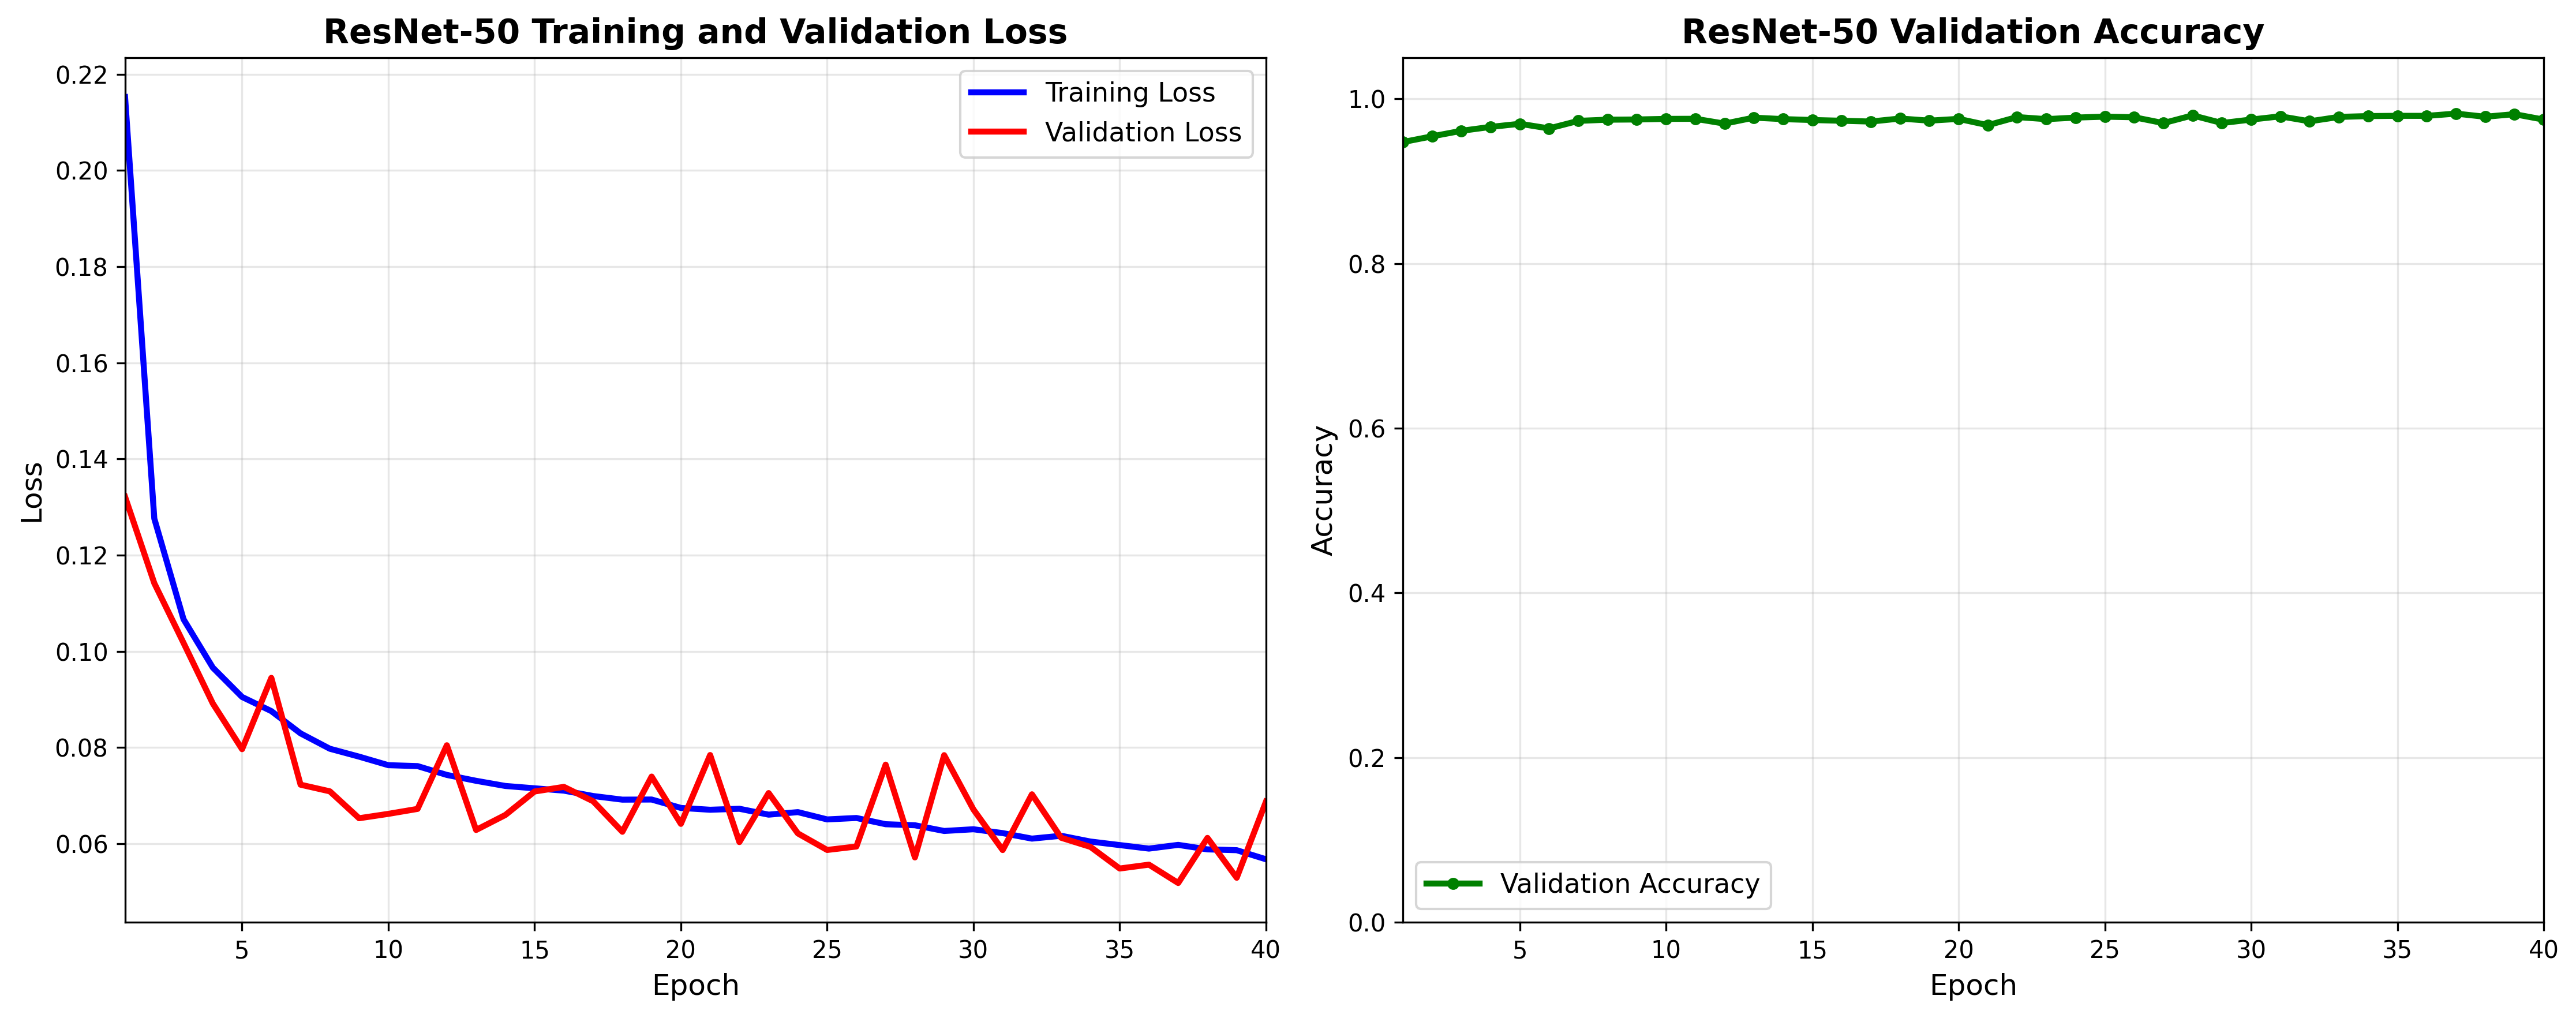 ResNet-50 Training and Validation Loss
Loss
0.22
0.20
0.18
0.16
0.14
0.12
0.10
0.08
0.06
Training Loss
Validation Loss
5 10 15 20 25 30 35 40
Epoch
ResNet-50 Validation Accuracy
Accuracy
1.0
0.8
0.6
0.4
0.2
0.0
Validation Accuracy
5 10 15 20 25 30 35 40
Epoch